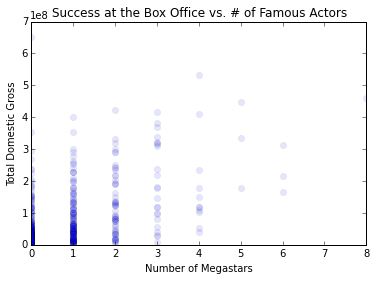 1e8 Success at the Box Office vs. # of Famous Actors
7
6
5
4
3
2
1
0
Total Domestic Gross
0 1 2 3 4 5 6 7 8
Number of Megastars